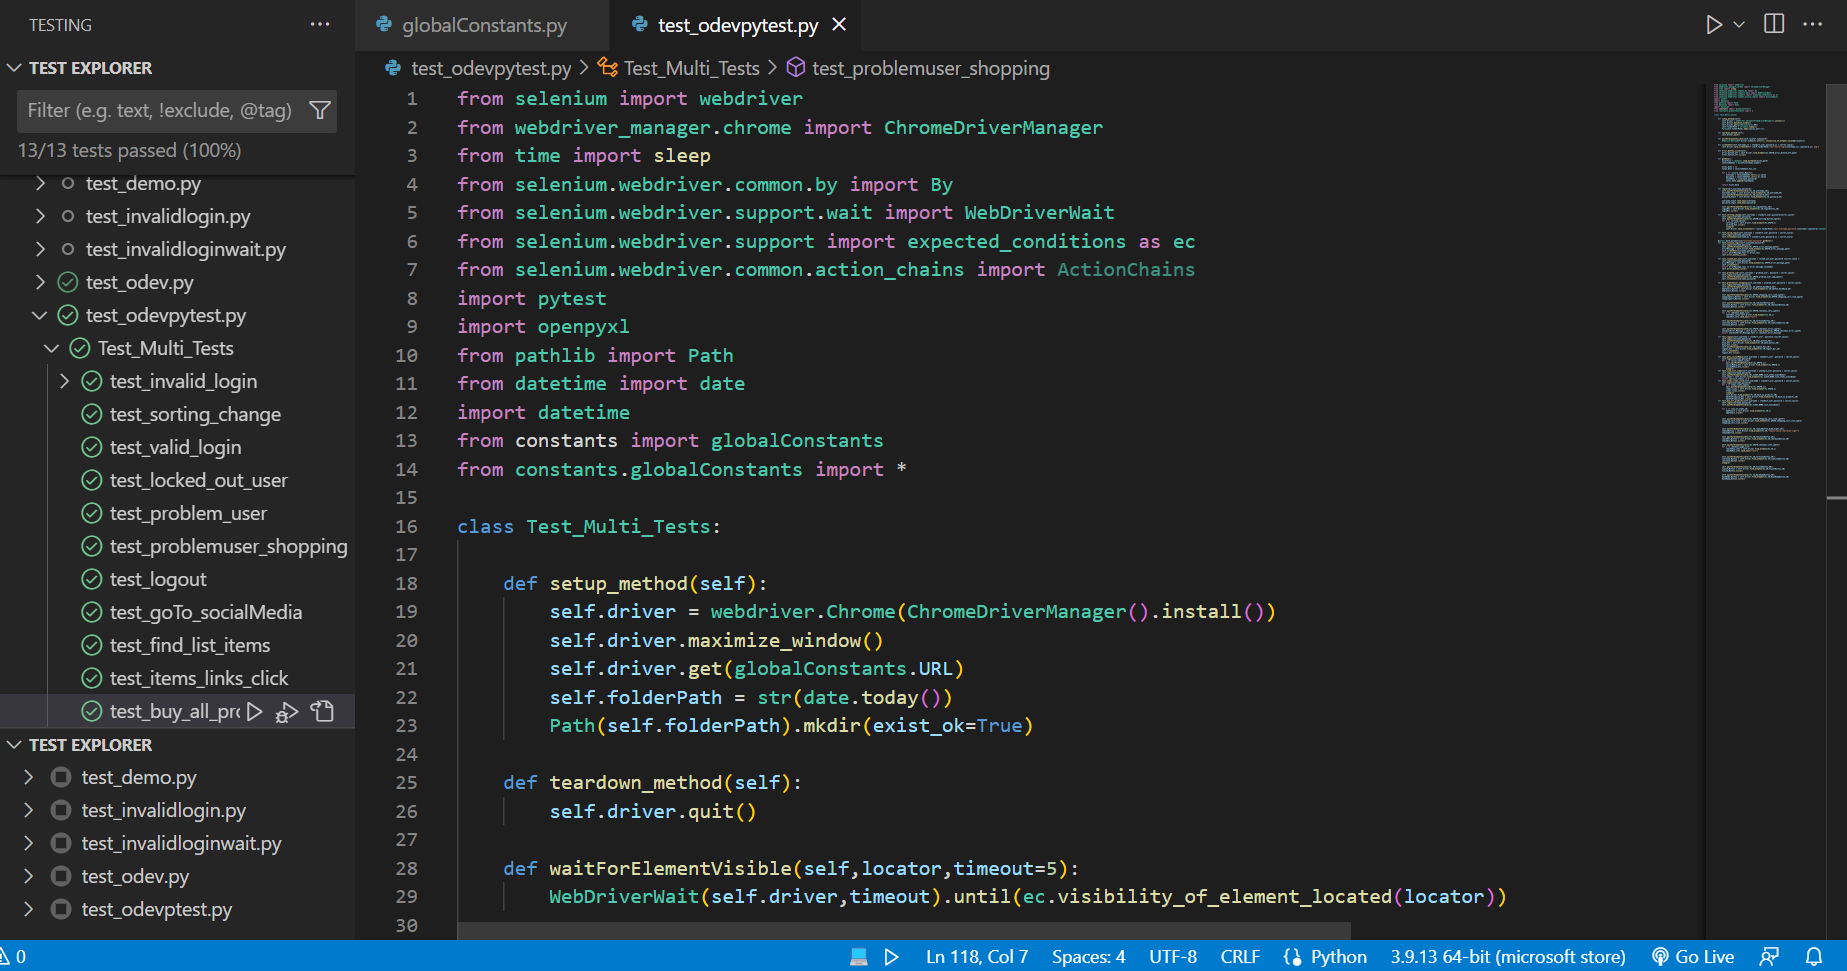 TESTING
TEST EXPLORER
Filter (e.g. text, !exclude, @tag)
13/13 tests passed (100%)
test_demo.py
test_invalidlogin.py
test_invalidloginwait.py
test_odev.py
test_odevpytest.py
Test_Multi_Tests
test_invalid_login
test_sorting_change
test_valid_login
test_locked_out_user
test_problem_user
test_problemuser_shopping
test_logout
test_goTo_socialMedia
test_find_list_items
test_items_links_click
test_buy_all_pro
TEST EXPLORER
test_demo.py
test_invalidlogin.py
test_invalidloginwait.py
test_odev.py
test_odevptest.py
globalConstants.py
test_odevpytest.py
test_odevpytest.py > Test_Multi_Tests > test_problemuser_shopping
1 from selenium import webdriver
2 from webdriver_manager.chrome import ChromeDriverManager
3 from time import sleep
4 from selenium.webdriver.common.by import By
5 from selenium.webdriver.support.wait import WebDriverWait
6 from selenium.webdriver.support import expected_conditions as ec
7 from selenium.webdriver.common.action_chains import ActionChains
8 import pytest
9 import openpyxl
10 from pathlib import Path
11 from datetime import date
12 import datetime
13 from constants import globalConstants
14 from constants.globalConstants import *
15
16 class Test_Multi_Tests:
17
18 def setup_method(self):
19 self.driver = webdriver.Chrome(ChromeDriverManager().install())
20 self.driver.maximize_window()
21 self.driver.get(globalConstants.URL)
22 self.folderPath = str(date.today())
23 Path(self.folderPath).mkdir(exist_ok=True)
24
25 def teardown_method(self):
26 self.driver.quit()
27
28 def waitForElementVisible(self,locator,timeout=5):
29 WebDriverWait(self.driver,timeout).until(ec.visibility_of_element_located(locator))
30
0
Ln 118, Col 7
Spaces: 4
UTF-8
CRLF
Python
3.9.13 64-bit (microsoft store)
Go Live